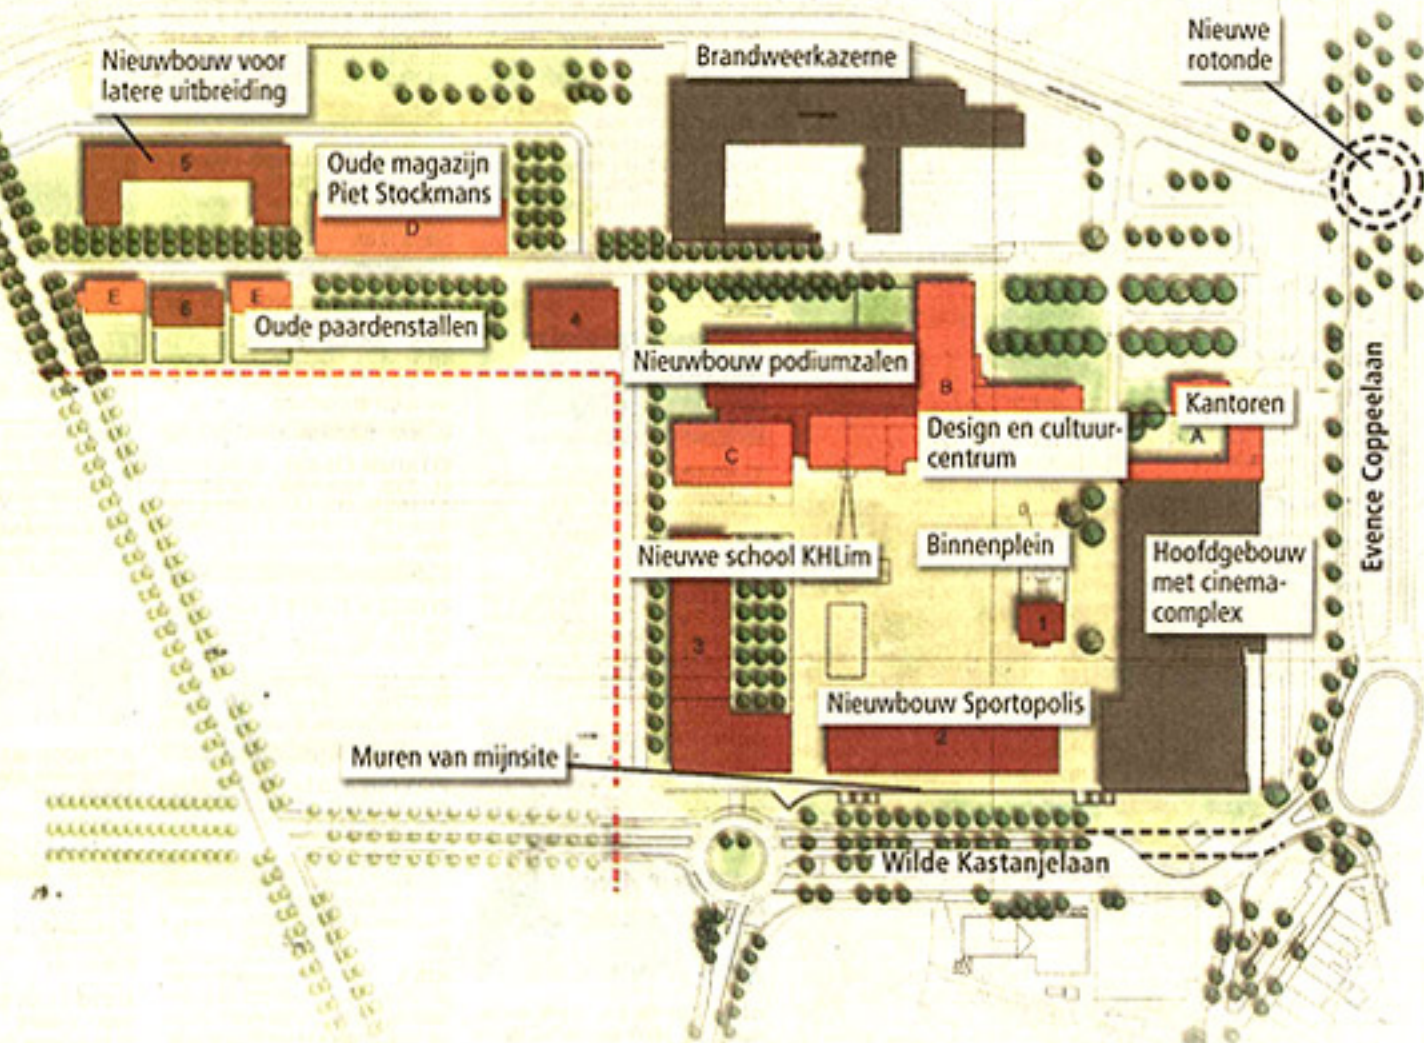 Nieuwbouw voor
latere uitbreiding
Brandweerkazerne
Nieuwe
rotonde
5
Oude magazijn
Piet Stockmans
D
E
6
E
Oude paardenstallen
4
Nieuwbouw podiumzalen
B
Kantoren
A
Design en cultuur-
centrum
C
Evence Coppeelaan
Nieuwe school KHLim
Binnenplein
Hoofdgebouw
met cinema-
complex
1
3
Nieuwbouw Sportopolis
2
Muren van mijnsite
Wilde Kastanjelaan